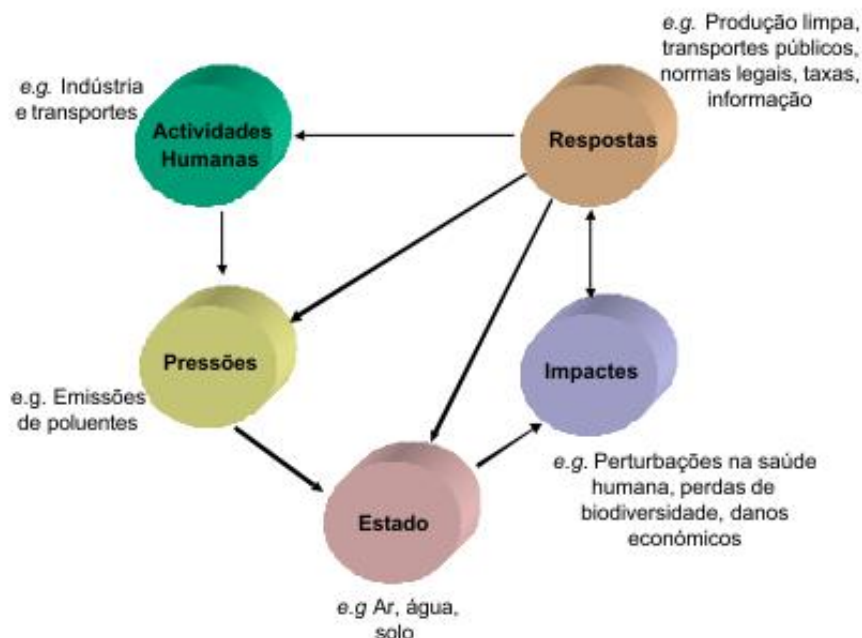 e.g. Produção limpa,
transportes públicos,
normas legais, taxas,
informação
e.g. Indústria
e transportes
Actividades
Humanas
Respostas
Pressões
Impactes
e.g. Emissões
de poluentes
e.g. Perturbações na saúde
humana, perdas de
biodiversidade, danos
económicos
Estado
e.g Ar, água,
solo